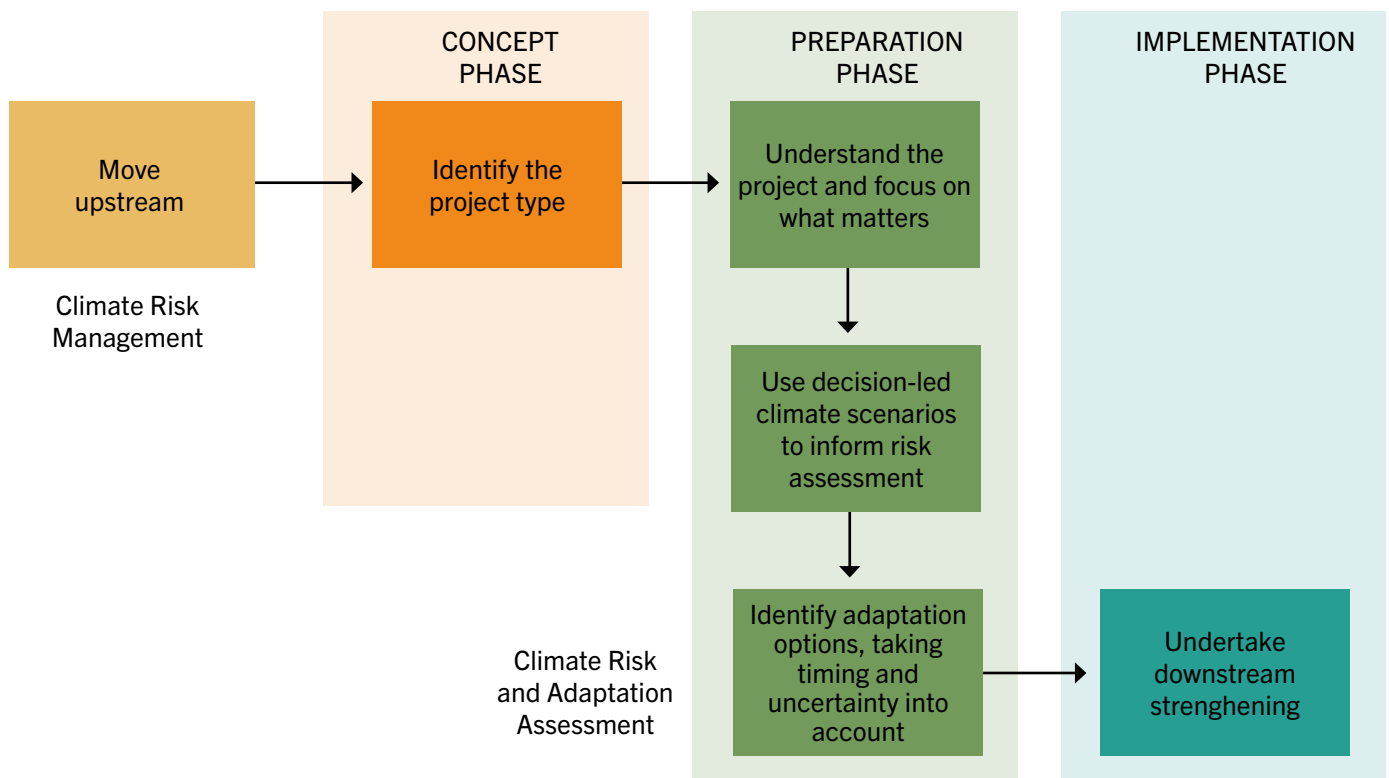 CONCEPT
PHASE
PREPARATION
PHASE
IMPLEMENTATION
PHASE
Move
upstream
Identify the
project type
Understand the
project and focus on
what matters
Climate Risk
Management
Use decision-led
climate scenarios
to inform risk
assessment
Climate Risk
and Adaptation
Assessment
Identify adaptation
options, taking
timing and
uncertainty into
account
Undertake
downstream
strenghening